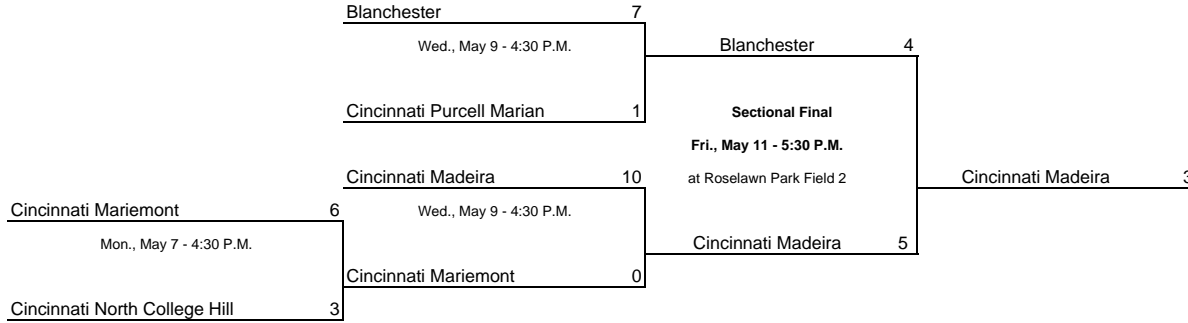 Blanchester 7
Wed., May 9 - 4:30 P.M.
Blanchester 4
Cincinnati Purcell Marian 1
Sectional Final
Fri., May 11 - 5:30 P.M.
Cincinnati Madeira 10
at Roselawn Park Field 2
Cincinnati Madeira 3
Cincinnati Mariemont 6
Wed., May 9 - 4:30 P.M.
Mon., May 7 - 4:30 P.M.
Cincinnati Madeira 5
Cincinnati Mariemont 0
Cincinnati North College Hill 3